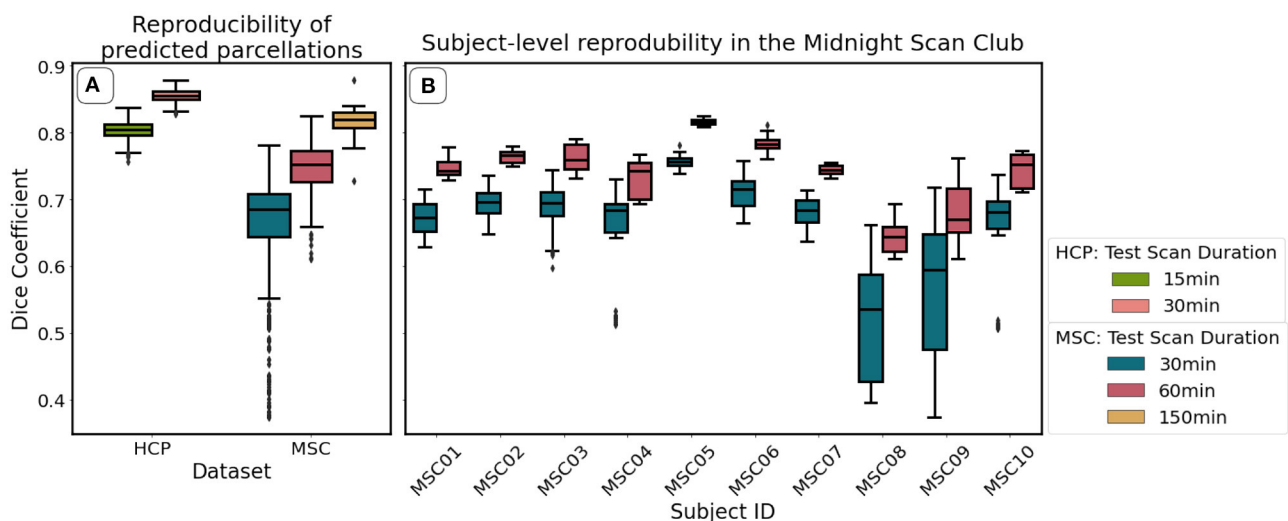 Reproducibility of
predicted parcellations
Subject-level reprodubility in the Midnight Scan Club
A
B
Dice Coefficient
0.9
0.8
0.7
0.6
0.5
0.4
HCP
MSC
Dataset
MSC01
MSC02
MSC03
MSC04
MSC05
MSC06
MSC07
MSC08
MSC09
MSC10
Subject ID
HCP: Test Scan Duration
15min
30min
MSC: Test Scan Duration
30min
60min
150min